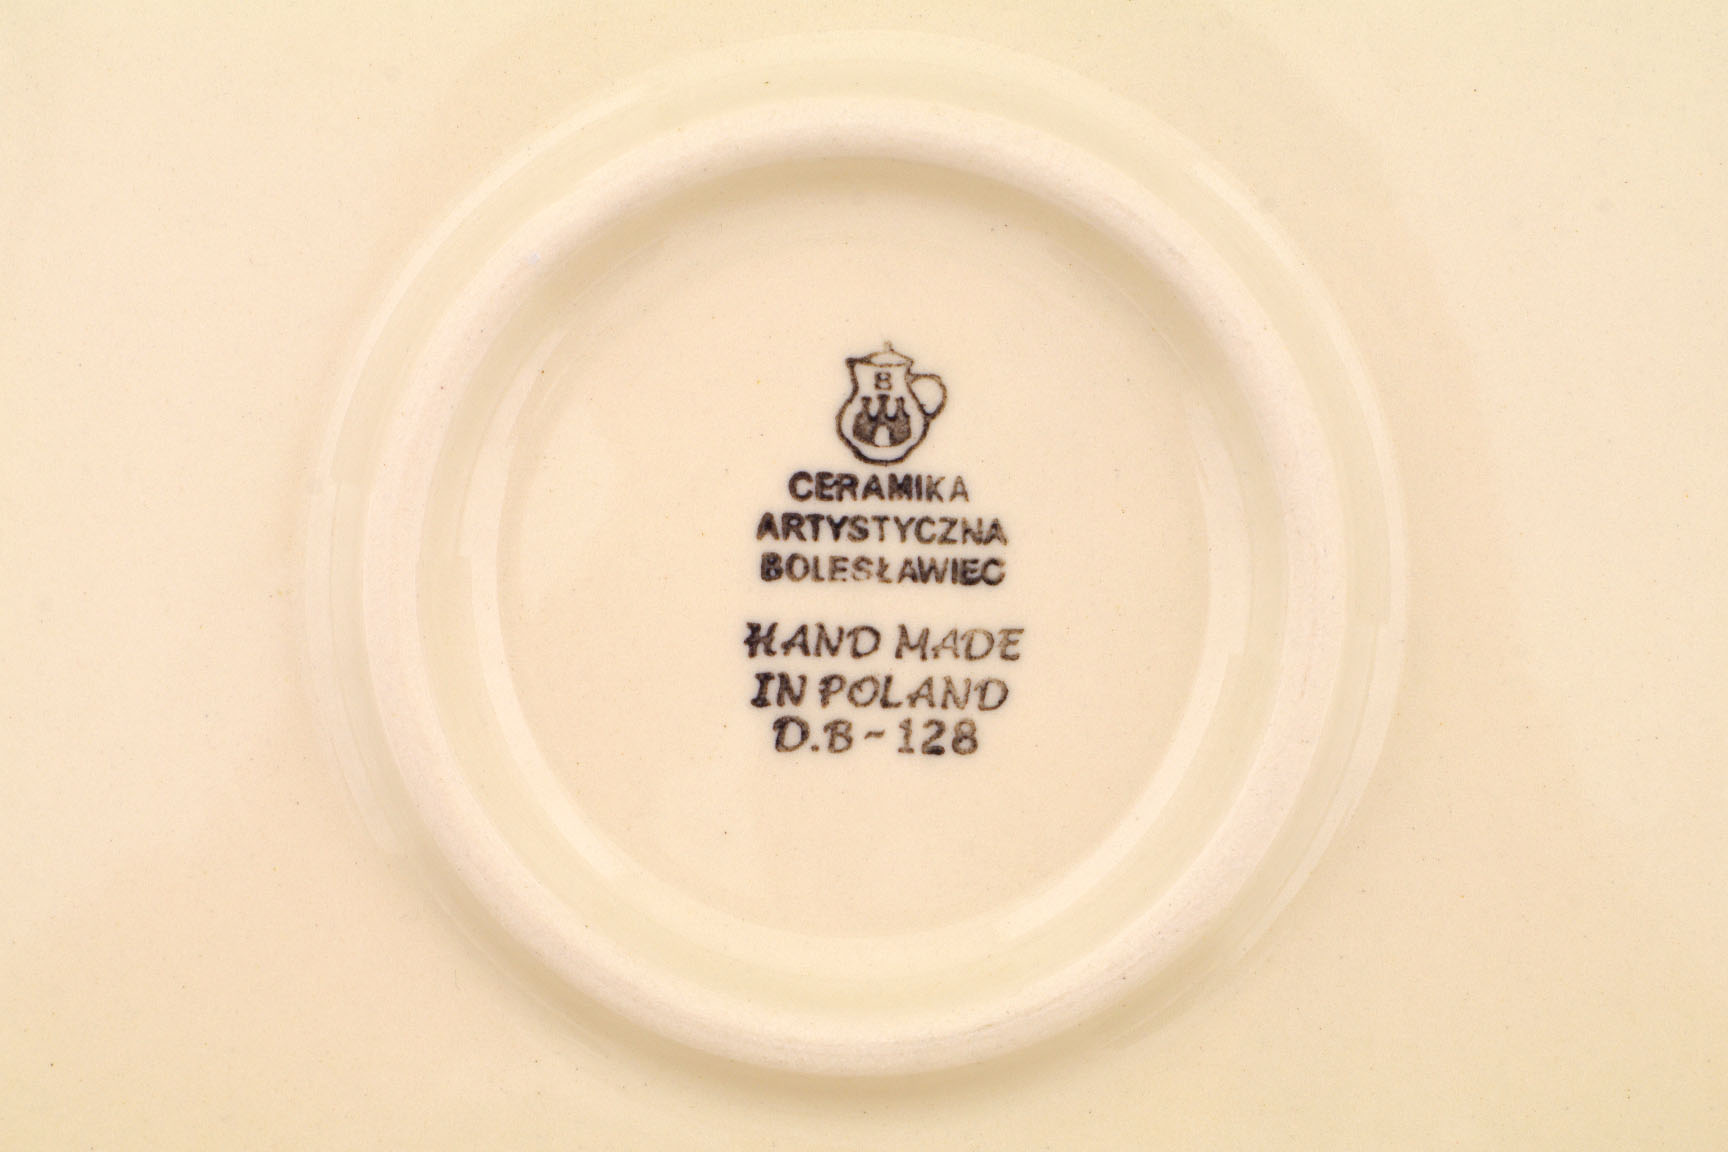 B
CERAMIKA
ARTYSTYCZNA
BOLESŁAWIEC
HAND MADE
IN POLAND
D.B~128